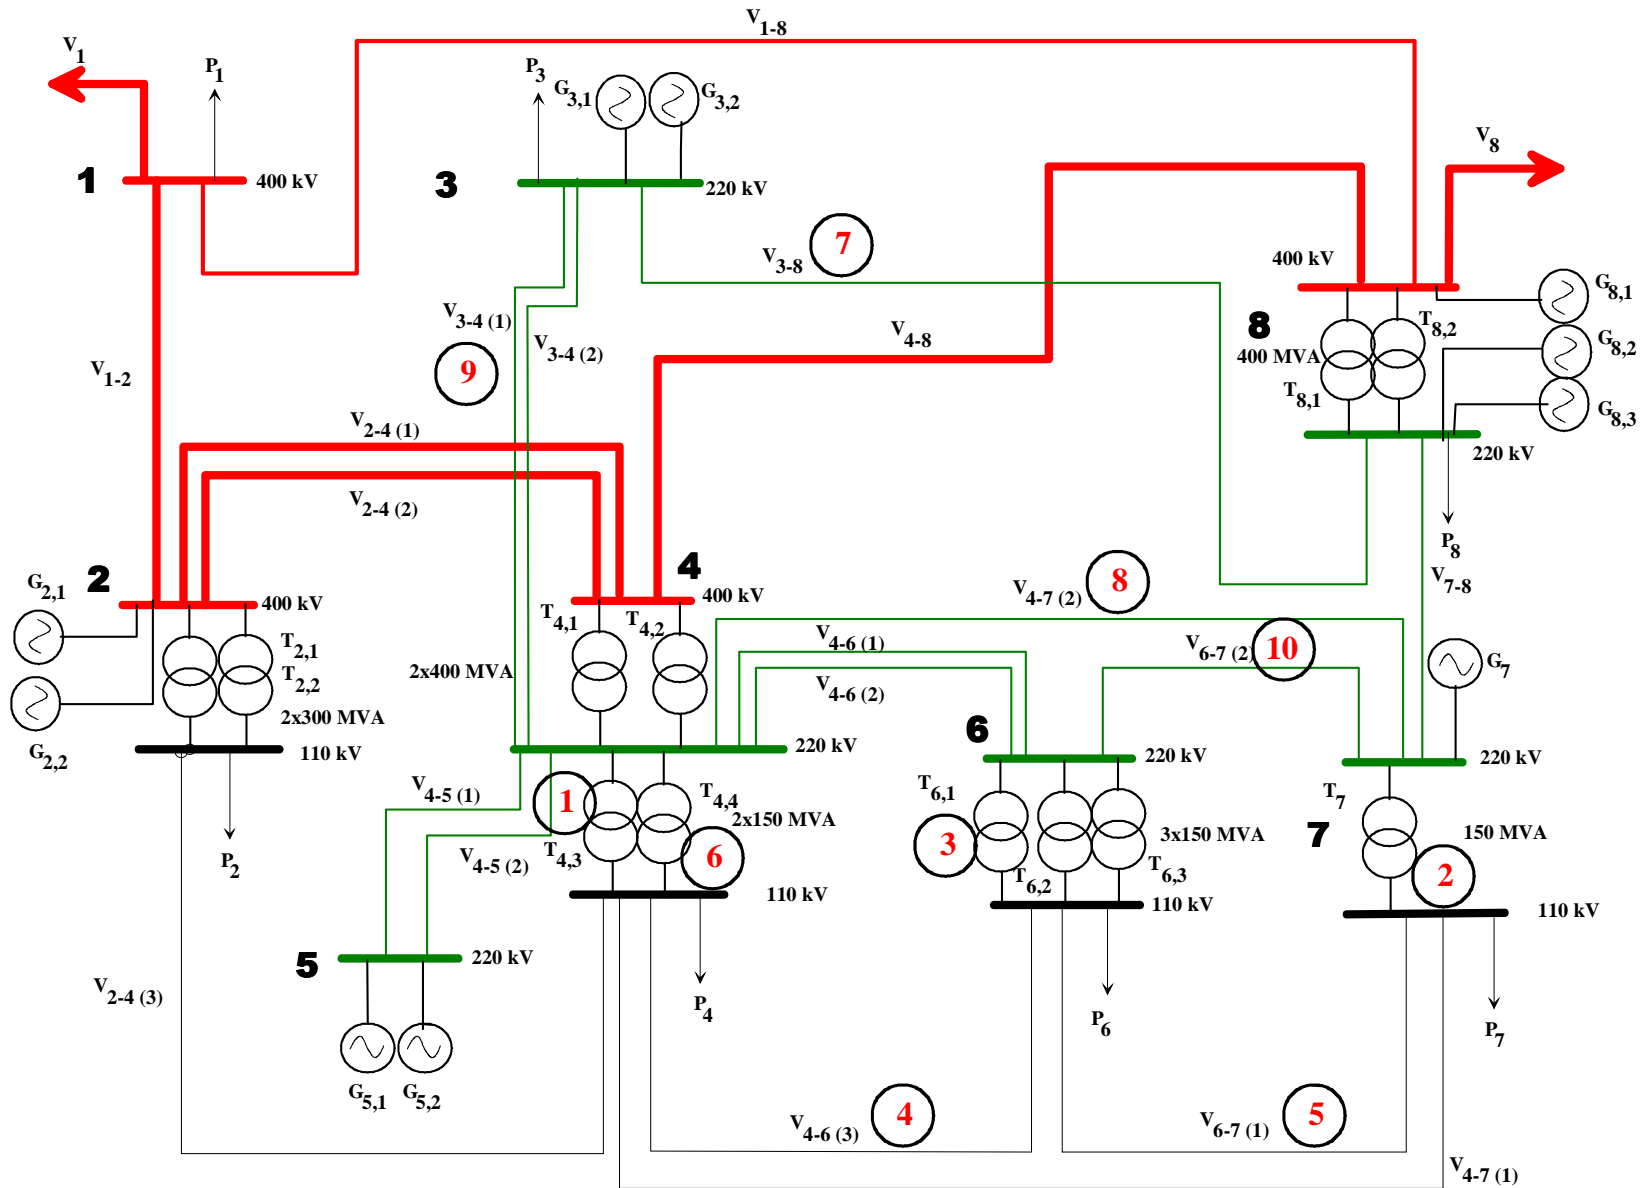 V1-8
V1
P1
P3
G3,1
G3,2
V8
1
400 kV
3
220 kV
7
V3-8
400 kV
G8,1
V3-4 (1)
V3-4 (2)
9
V4-8
8
T8,2
400 MVA
T8,1
G8,2
G8,3
V1-2
V2-4 (1)
220 kV
V2-4 (2)
P8
2
G2,1
400 kV
4
400 kV
T4,1
T4,2
V4-7 (2)
8
V7-8
T2,1
T2,2
2x400 MVA
V4-6 (1)
V4-6 (2)
V6-7 (2)
10
G7
2x300 MVA
G2,2
110 kV
220 kV
6
220 kV
220 kV
V4-5 (1)
1
T4,4
2x150 MVA
T6,1
3
3x150 MVA
T7
7
150 MVA
P2
V4-5 (2)
T4,3
6
T6,2
T6,3
2
110 kV
110 kV
110 kV
5
220 kV
V2-4 (3)
P4
P6
P7
G5,1
G5,2
V4-6 (3)
4
V6-7 (1)
5
V4-7 (1)